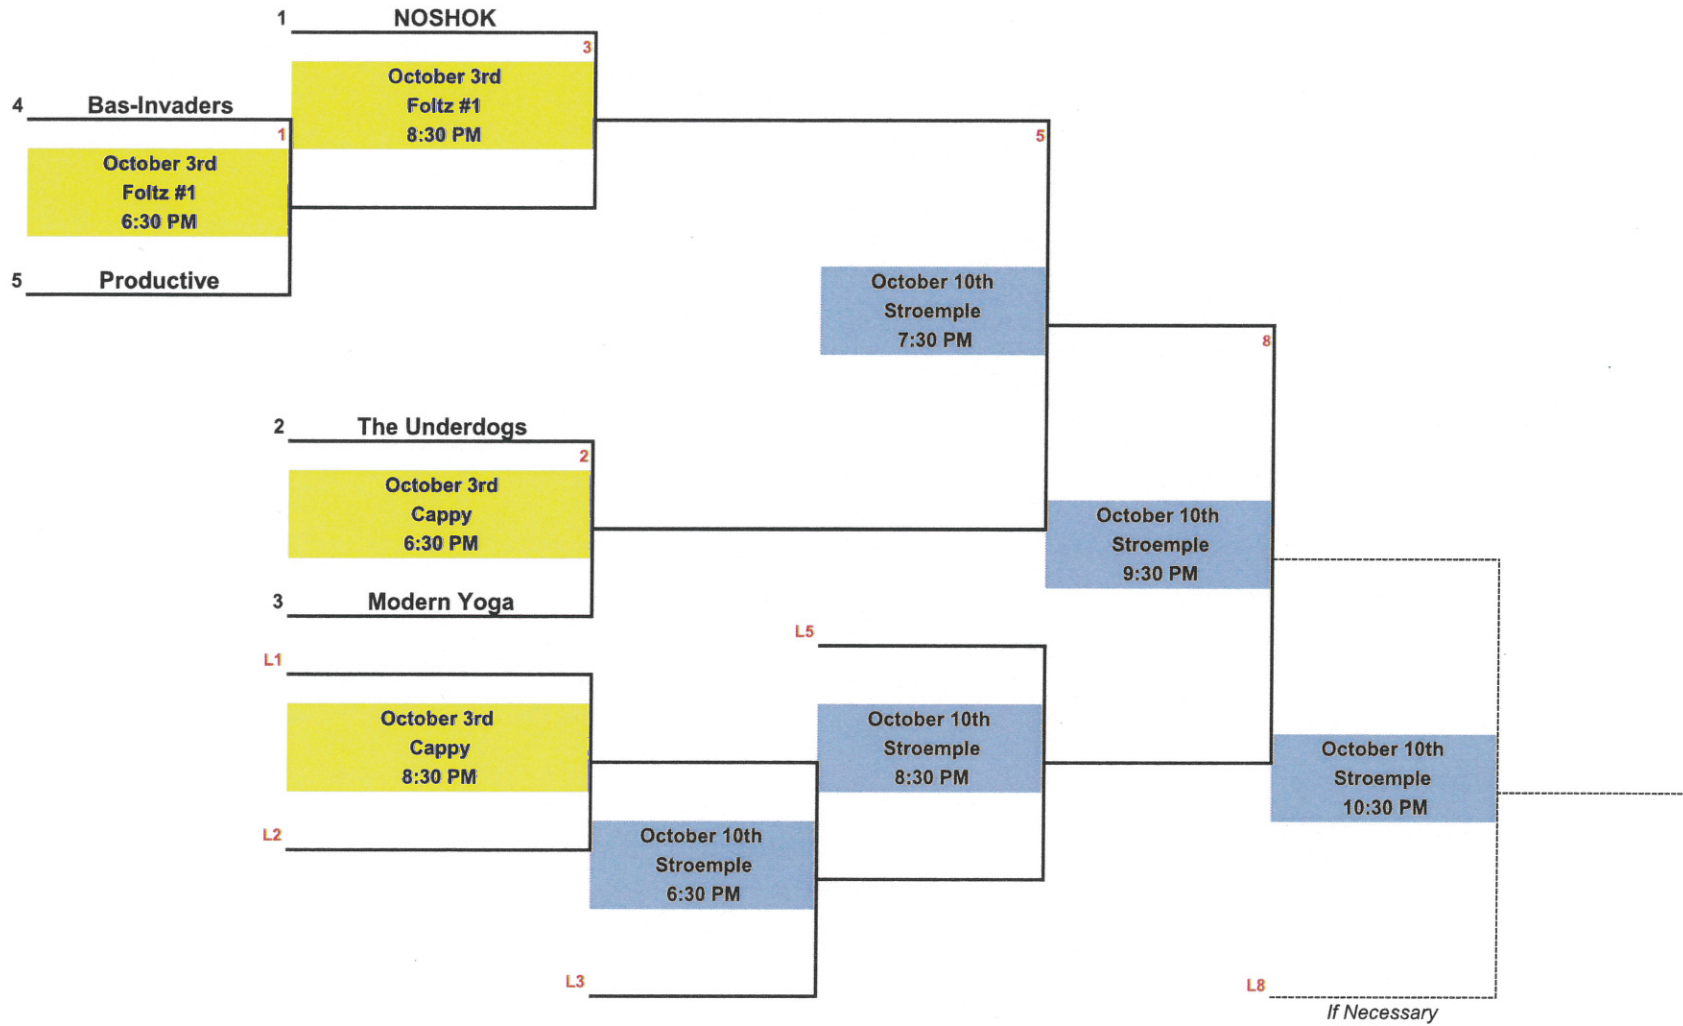 1 NOSHOK
3
October 3rd
Foltz #1
8:30 PM
4 Bas-Invaders
1
October 3rd
Foltz #1
6:30 PM
5 Productive
5
October 10th
Stroemple
7:30 PM
8
2 The Underdogs
2
October 3rd
Cappy
6:30 PM
3 Modern Yoga
October 10th
Stroemple
9:30 PM
L1
October 3rd
Cappy
8:30 PM
L2
L5
October 10th
Stroemple
8:30 PM
October 10th
Stroemple
6:30 PM
L3
October 10th
Stroemple
10:30 PM
L8
If Necessary